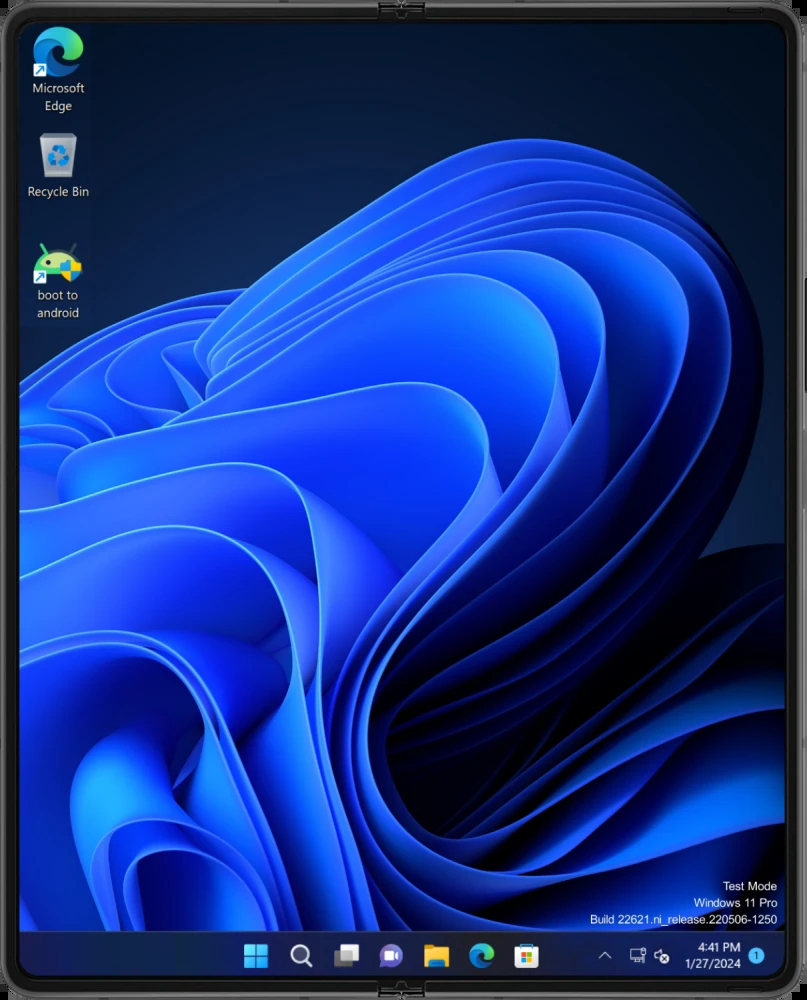 Microsoft
Edge
Recycle Bin
boot to
android
Test Mode
Windows 11 Pro
Build 22621.ni_release.220506-1250
4:41 PM
1/27/2024
1